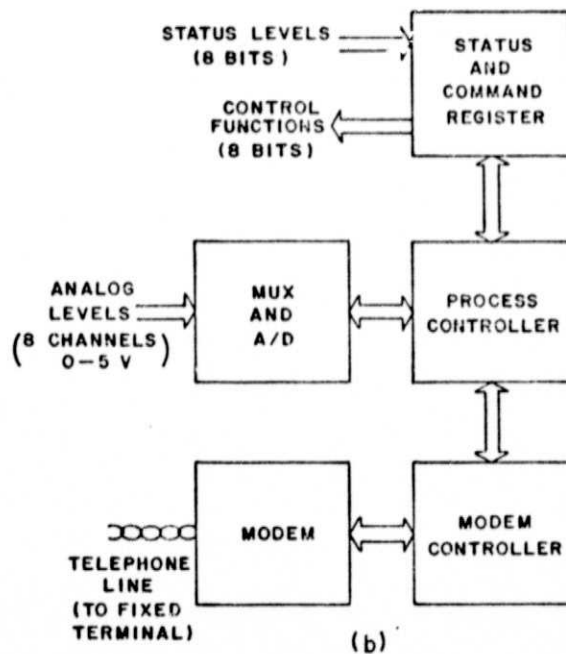 STATUS LEVELS
(8 BITS)
STATUS
AND
COMMAND
REGISTER
CONTROL
FUNCTIONS
(8 BITS)
ANALOG
LEVELS
(8 CHANNELS
0-5 V)
MUX
AND
A/D
PROCESS
CONTROLLER
MODEM
MODEM
CONTROLLER
TELEPHONE
LINE
(TO FIXED
TERMINAL)
(b)